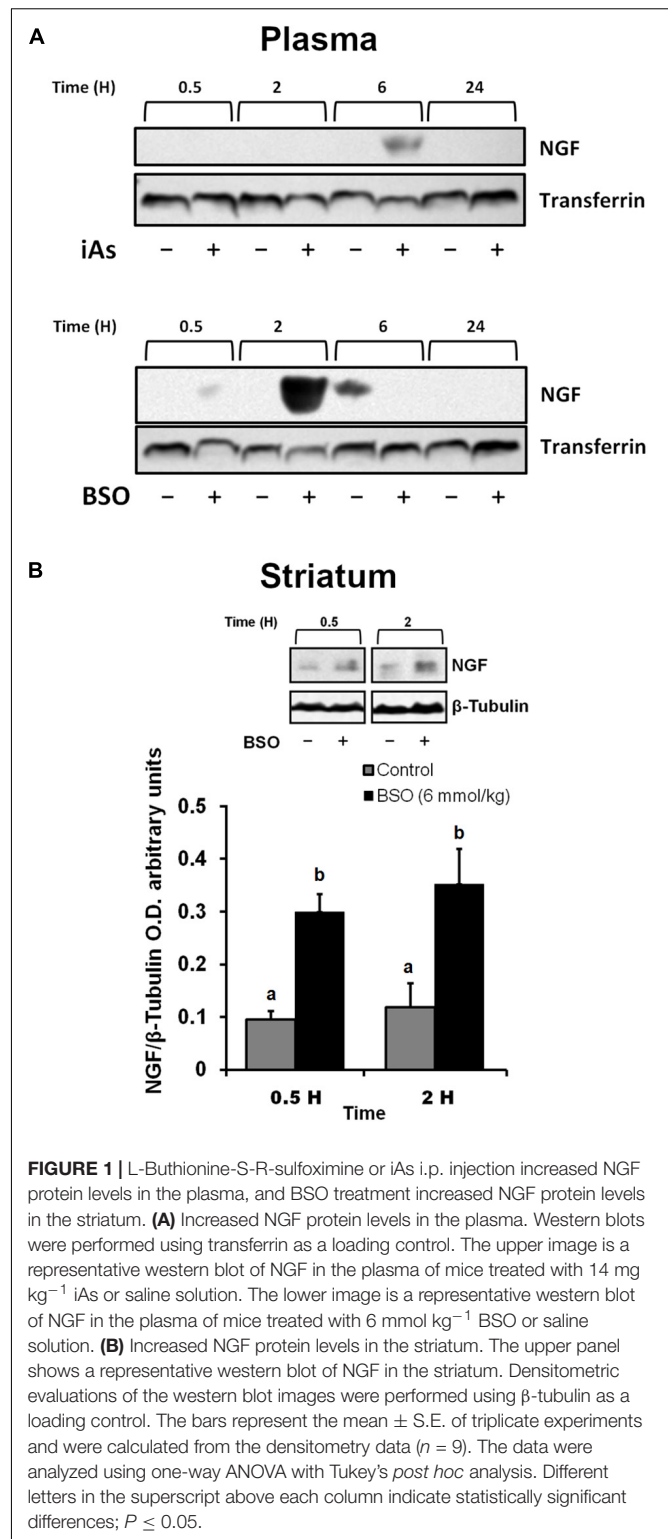 A
Plasma
Time (H) 0.5 2 6 24
NGF
Transferrin
iAs − + − + − + − +
Time (H) 0.5 2 6 24
NGF
Transferrin
BSO − + − + − + − +
B
Striatum
Time (H) 0.5 2
NGF
β-Tubulin
BSO − + − +
Control
BSO (6 mmol/kg)
NGF/β-Tubulin O.D. arbitrary units
0.5
0.4
0.3
0.2
0.1
0
a b a b
0.5 H 2 H
Time
FIGURE 1 | L-Buthionine-S-R-sulfoximine or iAs i.p. injection increased NGF
protein levels in the plasma, and BSO treatment increased NGF protein levels
in the striatum. (A) Increased NGF protein levels in the plasma. Western blots
were performed using transferrin as a loading control. The upper image is a
representative western blot of NGF in the plasma of mice treated with 14 mg
kg⁻¹ iAs or saline solution. The lower image is a representative western blot
of NGF in the plasma of mice treated with 6 mmol kg⁻¹ BSO or saline
solution. (B) Increased NGF protein levels in the striatum. The upper panel
shows a representative western blot of NGF in the striatum. Densitometric
evaluations of the western blot images were performed using β-tubulin as a
loading control. The bars represent the mean ± S.E. of triplicate experiments
and were calculated from the densitometry data (n = 9). The data were
analyzed using one-way ANOVA with Tukey's post hoc analysis. Different
letters in the superscript above each column indicate statistically significant
differences; P ≤ 0.05.